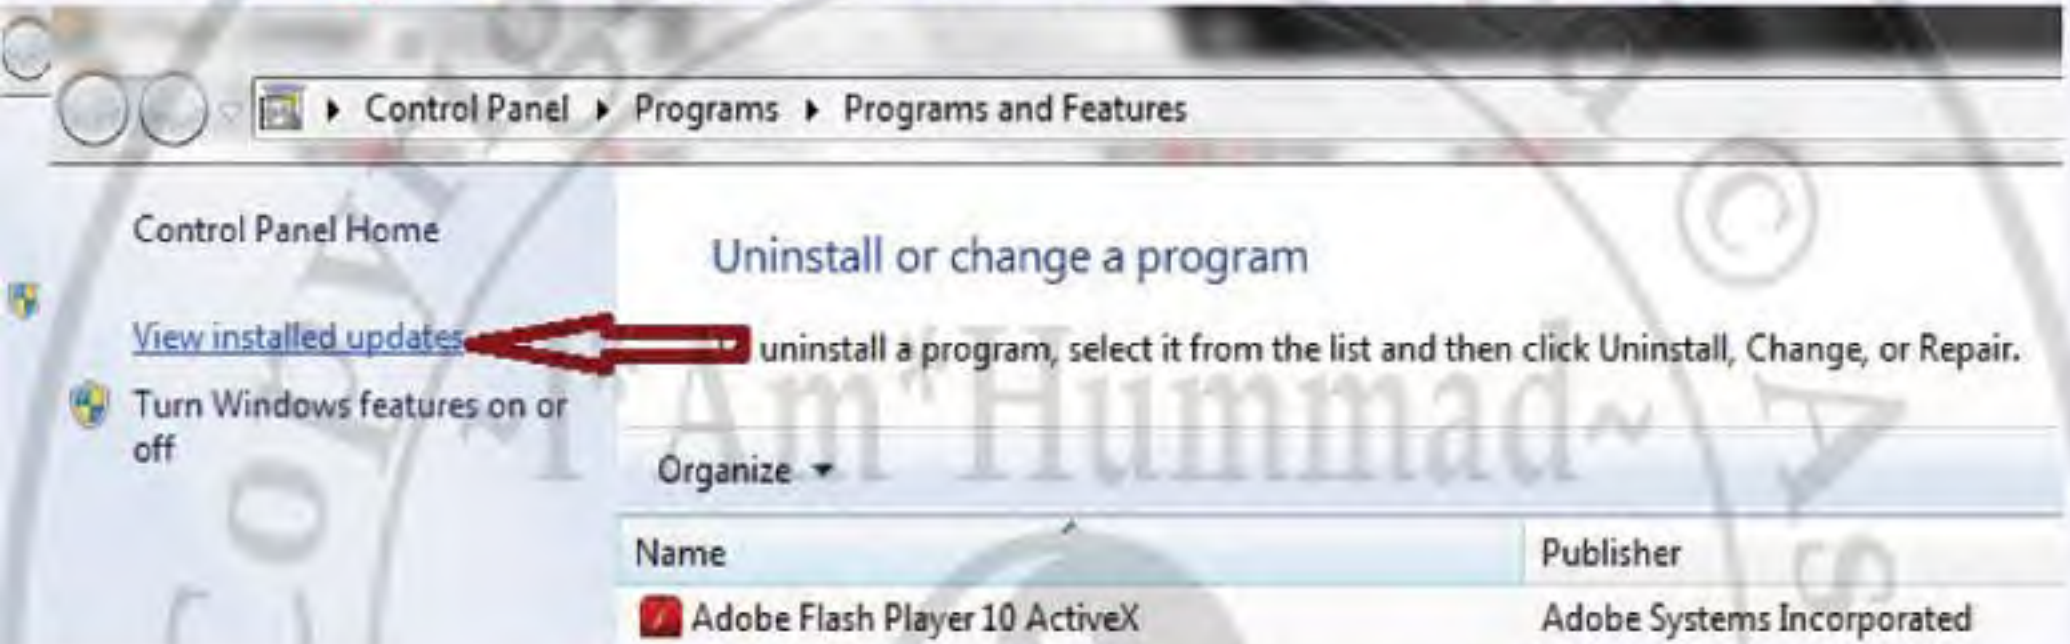 Control Panel ▸ Programs ▸ Programs and Features
Control Panel Home
View installed updates
Turn Windows features on or
off
Uninstall or change a program
uninstall a program, select it from the list and then click Uninstall, Change, or Repair.
Organize
Name
Publisher
Adobe Flash Player 10 ActiveX
Adobe Systems Incorporated
I "Am" Hummad~